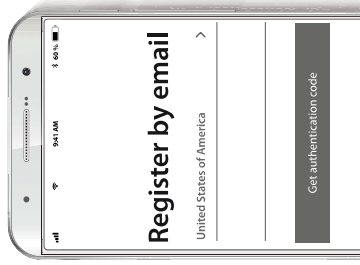 9:41 AM 60%
Register by email
United States of America
Get authentication code